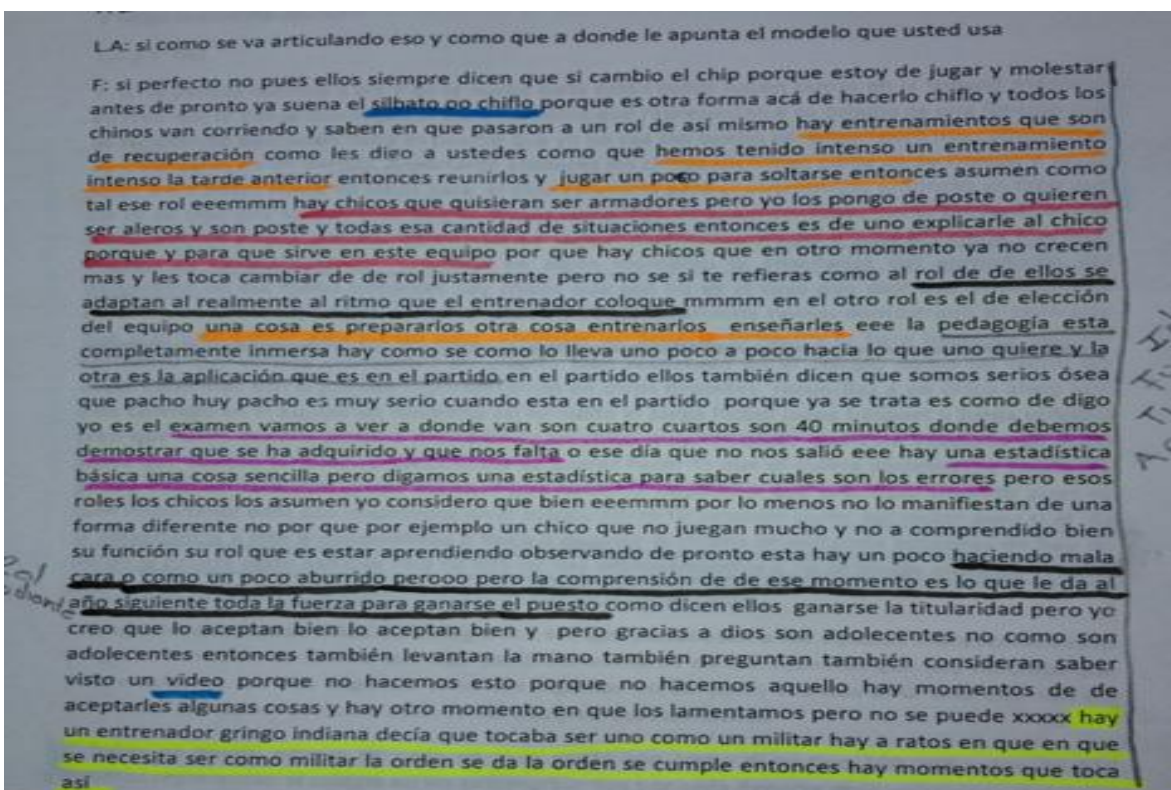 L.A: si como se va articulando eso y como que a donde le apunta el modelo que usted usa
F: si perfecto no pues ellos siempre dicen que si cambio el chip porque estoy de jugar y molestar
antes de pronto ya suena el silbato oo chiflo porque es otra forma acá de hacerlo chiflo y todos los
chinos van corriendo y saben en que pasaron a un rol de así mismo hay entrenamientos que son
de recuperación como les digo a ustedes como que hemos tenido intenso un entrenamiento
intenso la tarde anterior entonces reunirlos y jugar un poco para soltarse entonces asumen como
tal ese rol eeemmm hay chicos que quisieran ser armadores pero yo los pongo de poste o quieren
ser aleros y son poste y todas esa cantidad de situaciones entonces es de uno explicarle al chico
porque y para que sirve en este equipo por que hay chicos que en otro momento ya no crecen
mas y les toca cambiar de de rol justamente pero no se si te refieras como al rol de de ellos se
adaptan al realmente al ritmo que el entrenador coloque mmmm en el otro rol es el de elección
del equipo una cosa es prepararlos otra cosa entrenarlos enseñarles eee la pedagogía esta
completamente inmersa hay como se como lo lleva uno poco a poco hacia lo que uno quiere y la
otra es la aplicación que es en el partido en el partido ellos también dicen que somos serios ósea
que pacho huy pacho es muy serio cuando esta en el partido porque ya se trata es como de digo
yo es el examen vamos a ver a donde van son cuatro cuartos son 40 minutos donde debemos
demostrar que se ha adquirido y que nos falta o ese día que no nos salió eee hay una estadística
básica una cosa sencilla pero digamos una estadística para saber cuales son los errores pero esos
roles los chicos los asumen yo considero que bien eeemmm por lo menos no lo manifiestan de una
forma diferente no por que por ejemplo un chico que no juegan mucho y no a comprendido bien
su función su rol que es estar aprendiendo observando de pronto esta hay un poco haciendo mala
cara o como un poco aburrido perooo pero la comprensión de de ese momento es lo que le da al
año siguiente toda la fuerza para ganarse el puesto como dicen ellos ganarse la titularidad pero yo
creo que lo aceptan bien lo aceptan bien y pero gracias a dios son adolecentes no como son
adolecentes entonces también levantan la mano también preguntan también consideran saber
visto un video porque no hacemos esto porque no hacemos aquello hay momentos de de
aceptarles algunas cosas y hay otro momento en que los lamentamos pero no se puede xxxxx hay
un entrenador gringo indiana decía que tocaba ser uno como un militar hay a ratos en que en que
se necesita ser como militar la orden se da la orden se cumple entonces hay momentos que toca
así